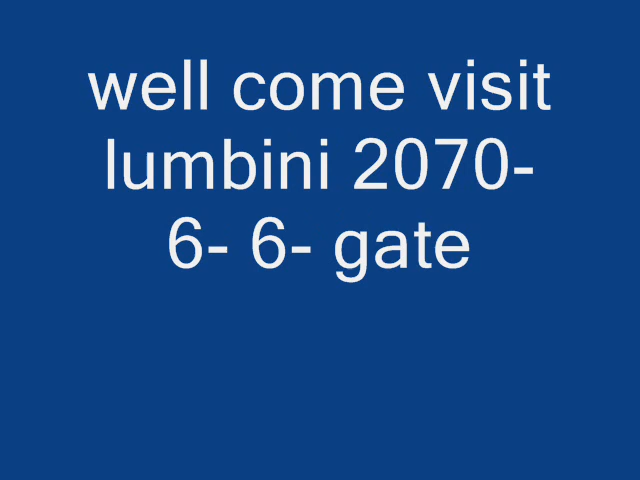 well come visit
lumbini 2070-
6- 6- gate